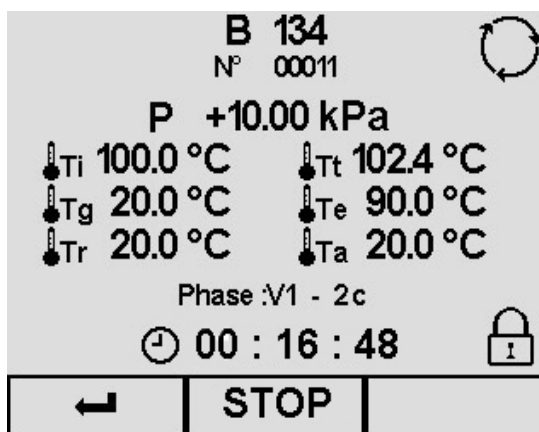 B 134
N° 00011
P +10.00 kPa
Ti 100.0 °C Tt 102.4 °C
Tg 20.0 °C Te 90.0 °C
Tr 20.0 °C Ta 20.0 °C
Phase :V1 - 2c
00 : 16 : 48
STOP